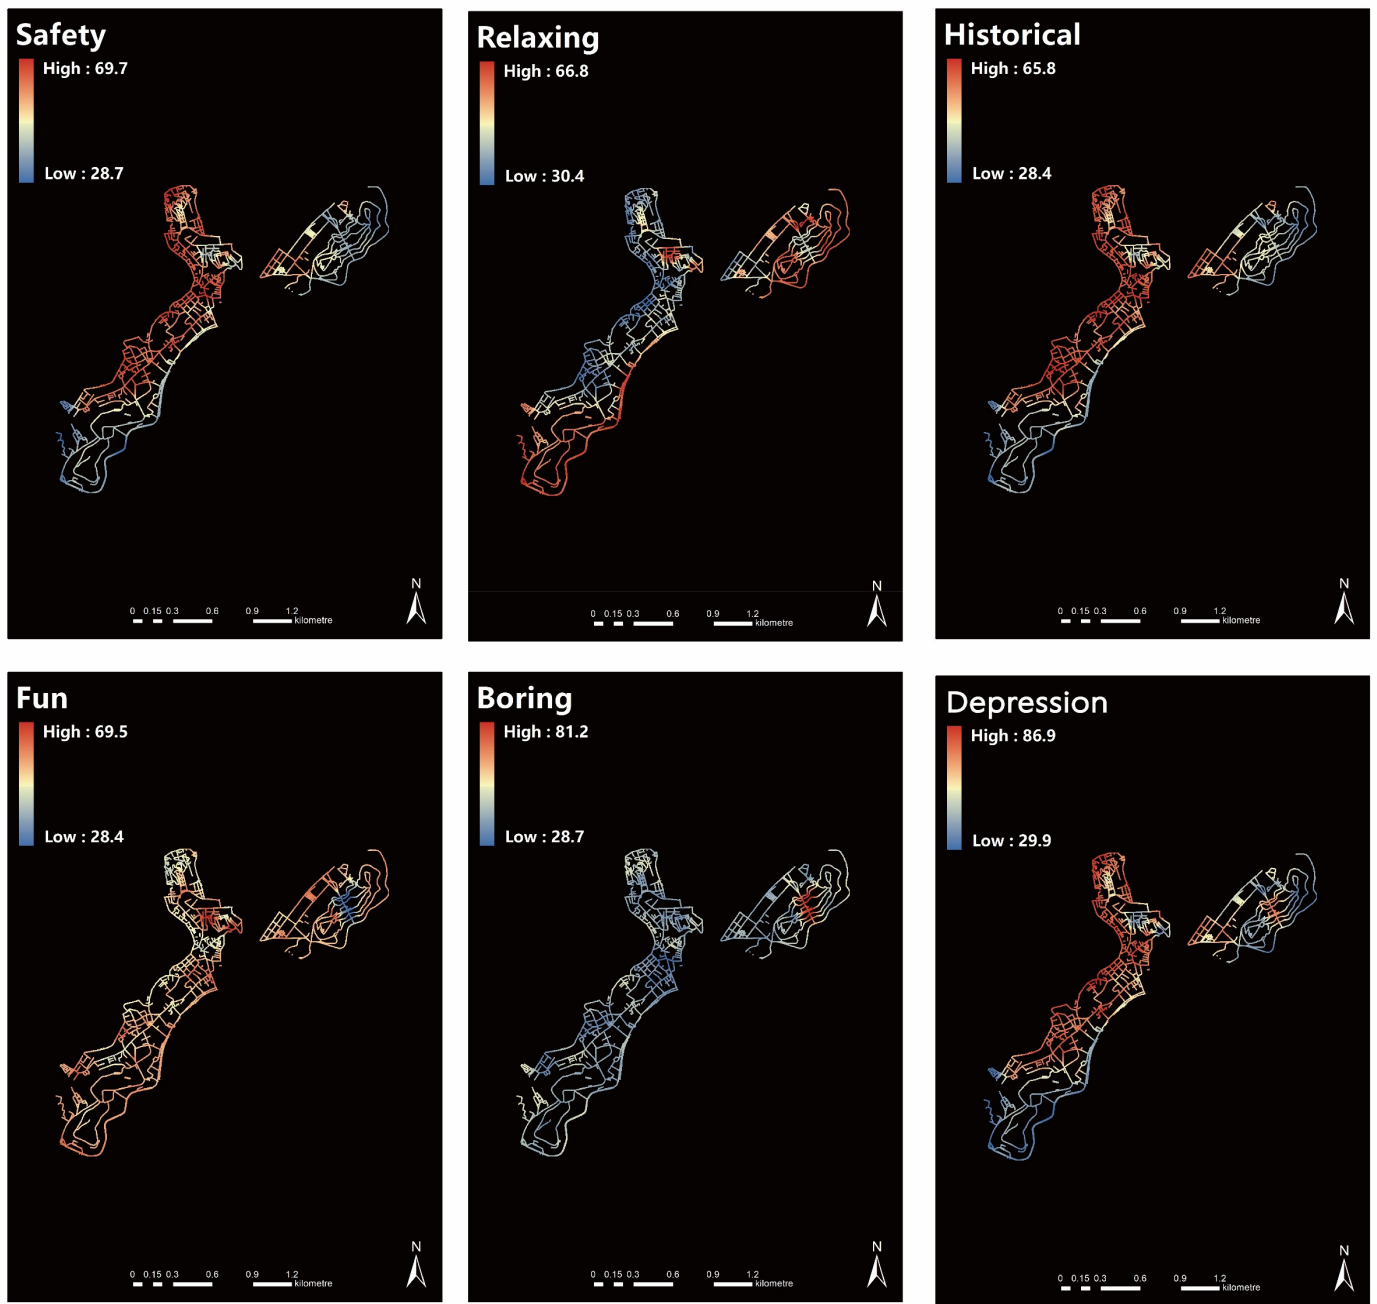 Safety
High : 69.7
Low : 28.7
N
0 0.15 0.3 0.6 0.9 1.2
kilometre
Relaxing
High : 66.8
Low : 30.4
N
0 0.15 0.3 0.6 0.9 1.2
kilometre
Historical
High : 65.8
Low : 28.4
N
0 0.15 0.3 0.6 0.9 1.2
kilometre
Fun
High : 69.5
Low : 28.4
N
0 0.15 0.3 0.6 0.9 1.2
kilometre
Boring
High : 81.2
Low : 28.7
N
0 0.15 0.3 0.6 0.9 1.2
kilometre
Depression
High : 86.9
Low : 29.9
N
0 0.15 0.3 0.6 0.9 1.2
kilometre